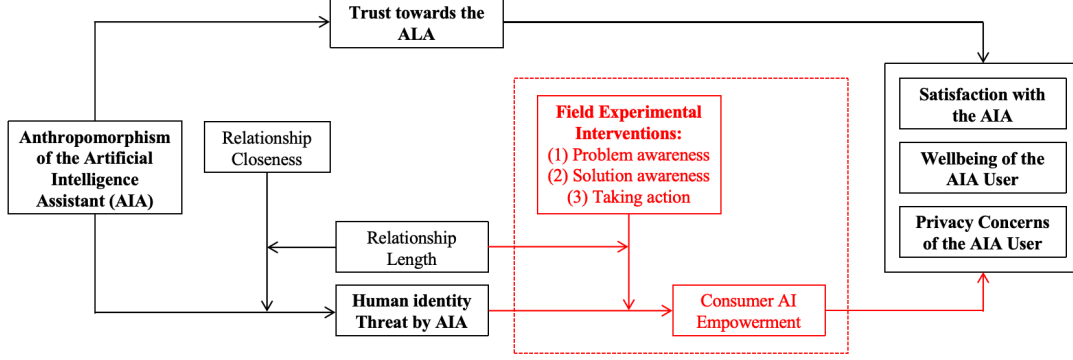 Trust towards the
ALA
Anthropomorphism
of the Artificial
Intelligence
Assistant (AIA)
Relationship
Closeness
Relationship
Length
Human identity
Threat by AIA
Field Experimental
Interventions:
(1) Problem awareness
(2) Solution awareness
(3) Taking action
Consumer AI
Empowerment
Satisfaction with
the AIA
Wellbeing of the
AIA User
Privacy Concerns
of the AIA User